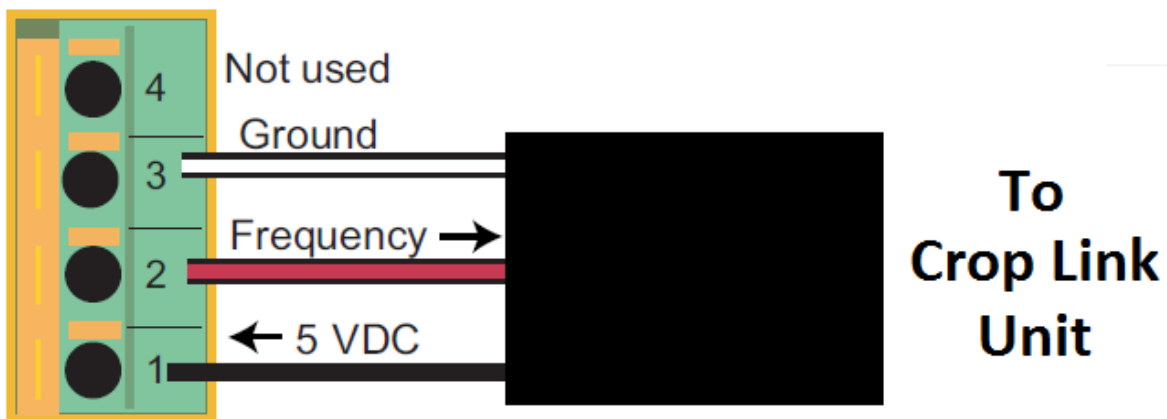 4
Not used
Ground
3
Frequency
2
5 VDC
1
To
Crop Link
Unit